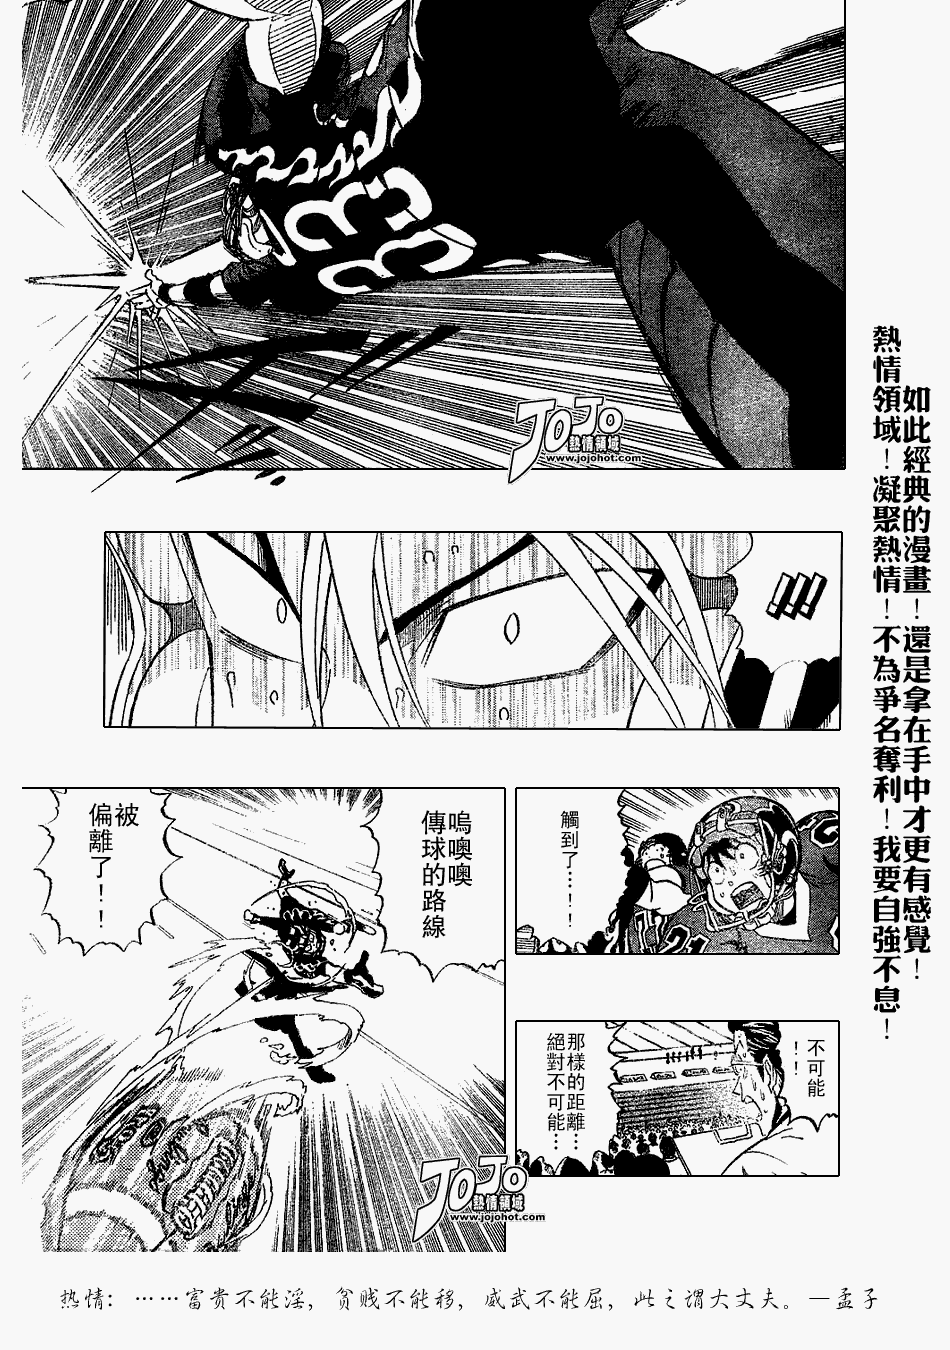 33
JOJO
熱情領域
www.jojohot.com
如此經典的漫畫！還是拿在手中才更有感覺！
熱情領域！凝聚熱情！不為爭名奪利！我要自強不息！
!!!
觸到了……！！
21
不可能！！
那樣的距離…
絕對不可能…
嗚噢噢
傳球的路線
被
偏離了！！
JOJO
熱情領域
www.jojohot.com
热情：……富贵不能淫，贫贱不能移，威武不能屈，此之谓大丈夫。—孟子